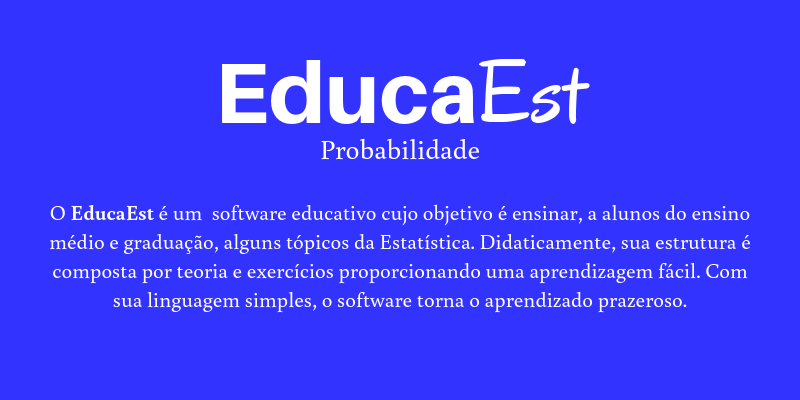 EducaEst
Probabilidade
O EducaEst é um software educativo cujo objetivo é ensinar, a alunos do ensino
médio e graduação, alguns tópicos da Estatística. Didaticamente, sua estrutura é
composta por teoria e exercícios proporcionando uma aprendizagem fácil. Com
sua linguagem simples, o software torna o aprendizado prazeroso.